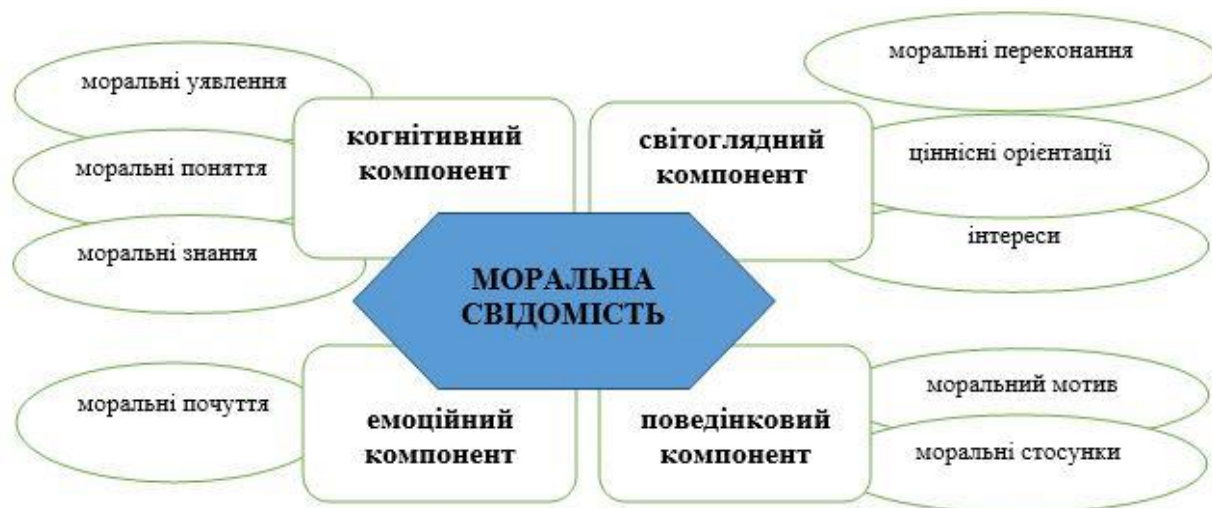 моральні уявлення
моральні поняття
моральні знання
когнітивний
компонент
світоглядний
компонент
моральні переконання
ціннісні орієнтації
інтереси
МОРАЛЬНА
СВІДОМІСТЬ
моральні почуття
емоційний
компонент
поведінковий
компонент
моральний мотив
моральні стосунки